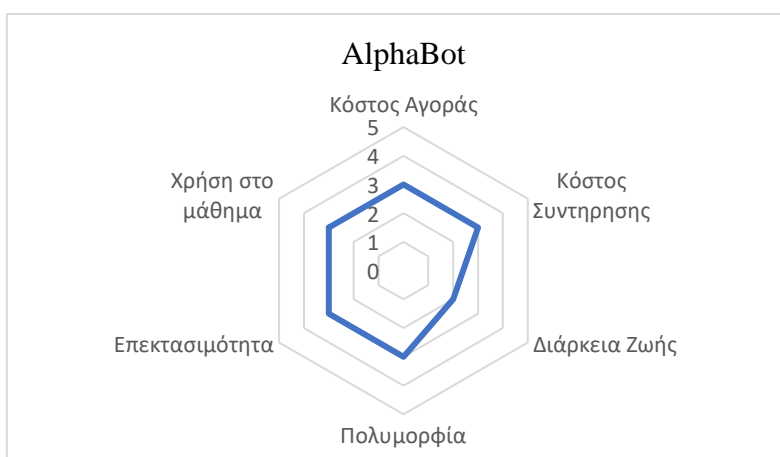 AlphaBot
Κόστος Αγοράς
5
4
3
2
1
0
Κόστος
Συντηρησης
Διάρκεια Ζωής
Πολυμορφία
Επεκτασιμότητα
Χρήση στο
μάθημα